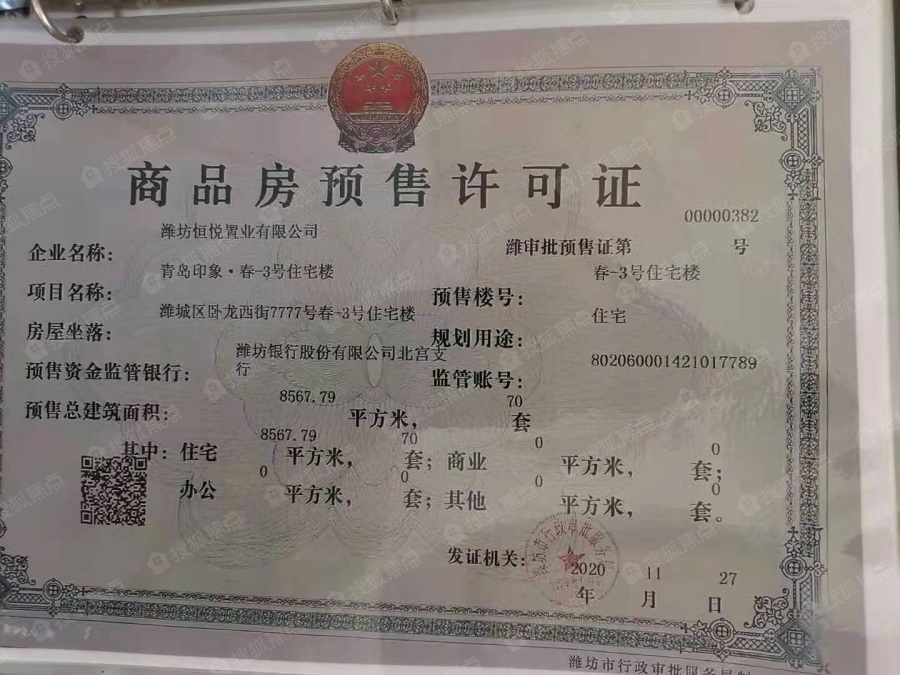 商品房预售许可证
00000382
企业名称: 潍坊恒悦置业有限公司
潍审批预售证第 号
项目名称: 青岛印象·春-3号住宅楼
预售楼号: 春-3号住宅楼
房屋坐落: 潍城区卧龙西街7777号春-3号住宅楼
规划用途: 住宅
预售资金监管银行: 潍坊银行股份有限公司北宫支
行
监管账号: 802060001421017789
预售总建筑面积: 8567.79 平方米, 70 套
其中: 住宅 8567.79 平方米, 70 套; 商业 0 平方米, 0 套;
办公 0 平方米, 0 套; 其他 0 平方米, 0 套。
发证机关:
2020 年 11 月 27 日
潍坊市行政审批服务局制
搜狐焦点